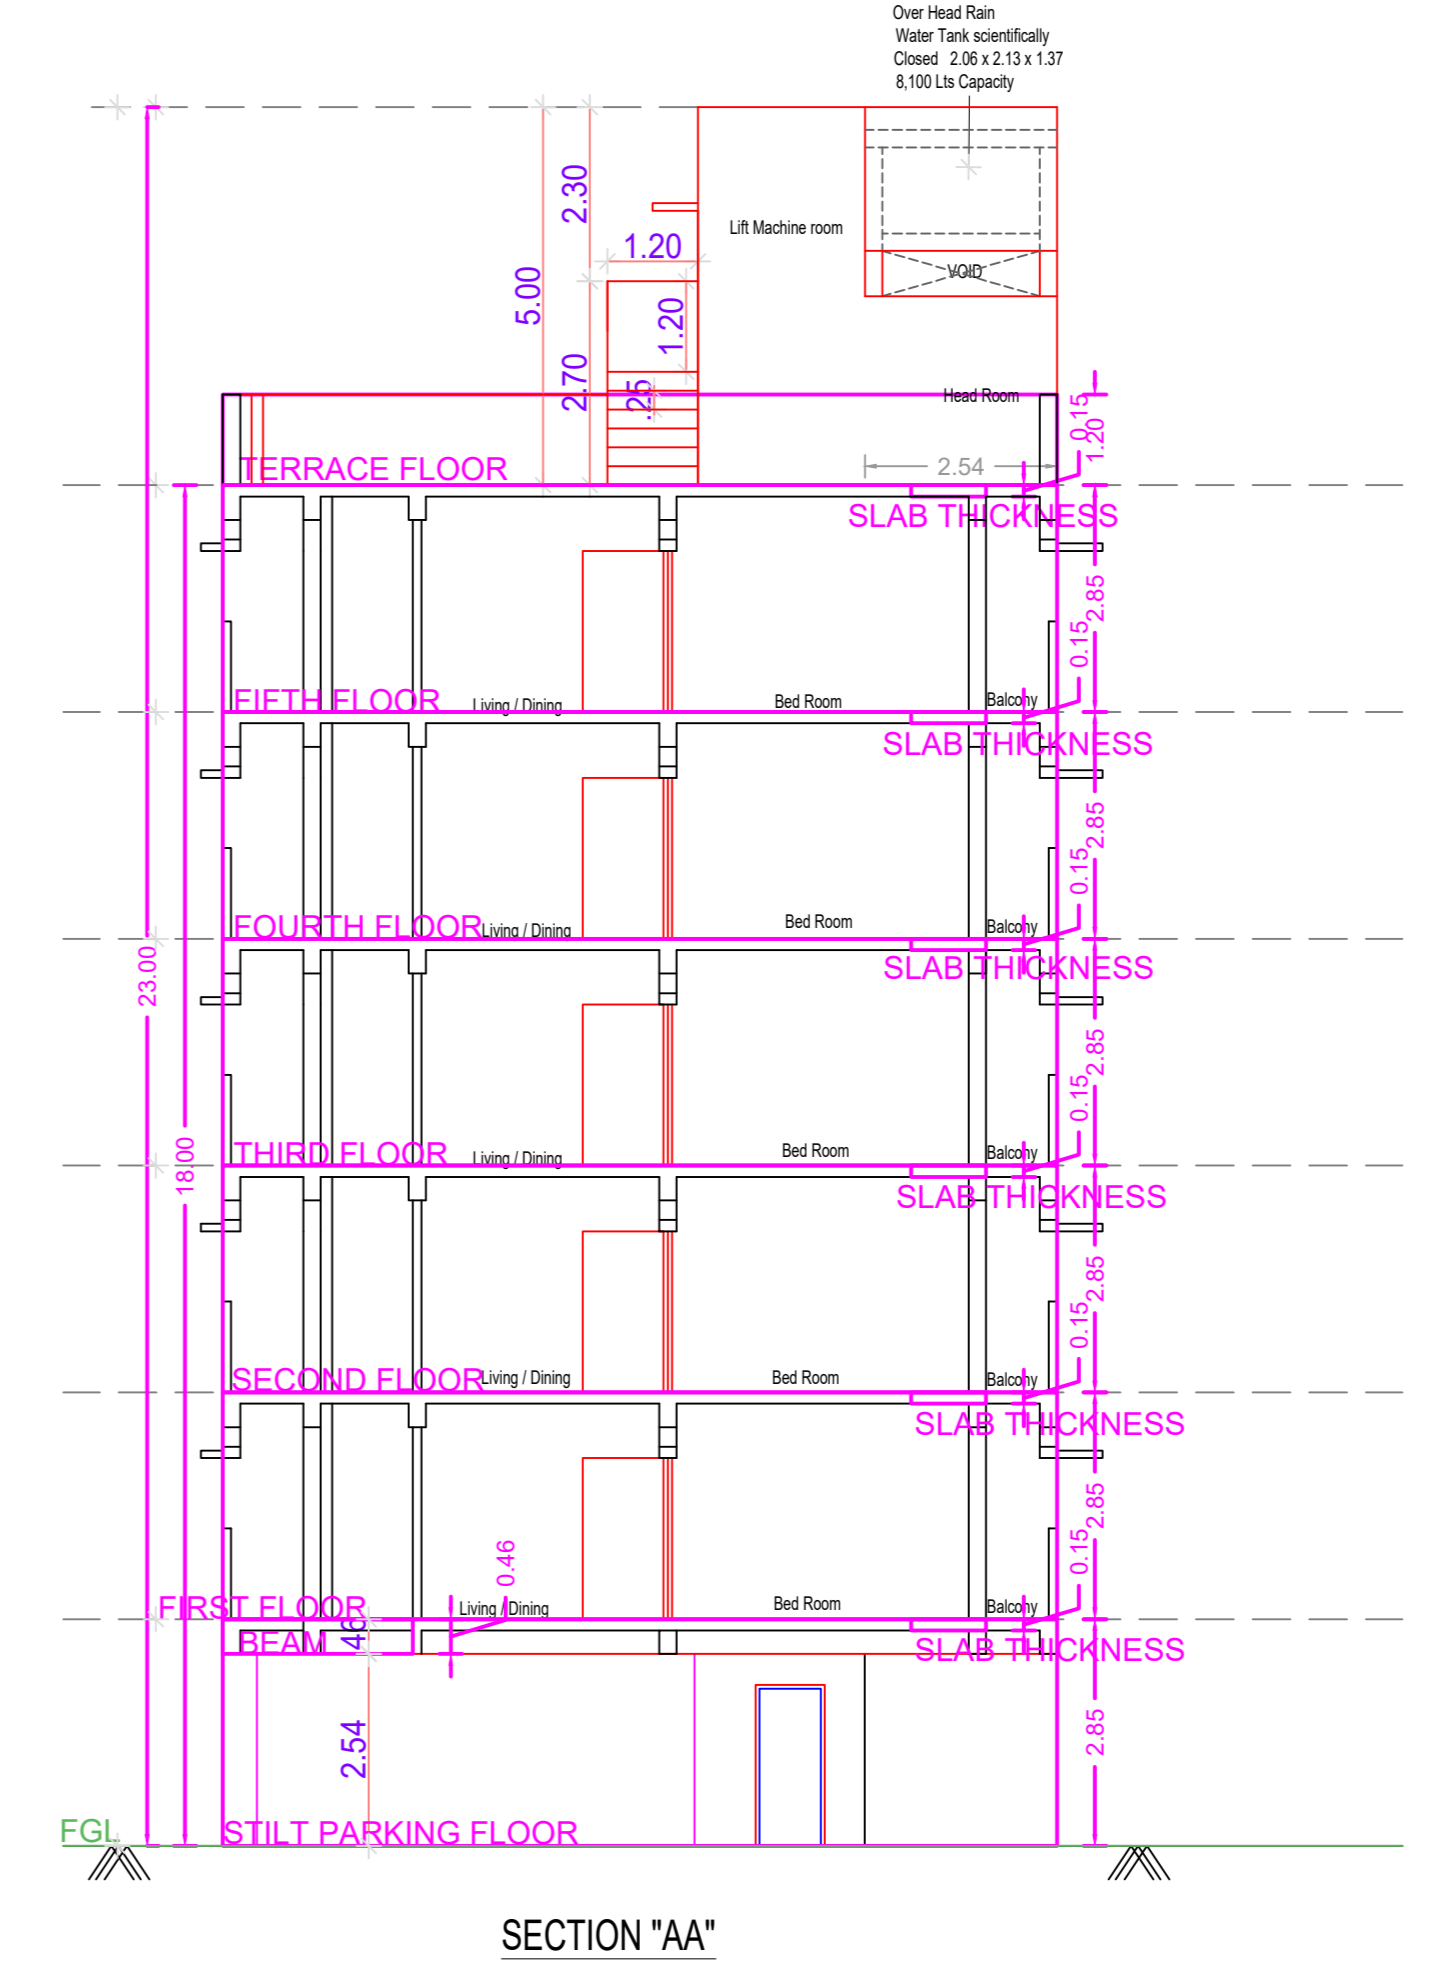 Over Head Rain
Water Tank scientifically
Closed 2.06 x 2.13 x 1.37
8,100 Lts Capacity
2.30
Lift Machine room
1.20
VOID
5.00
1.20
2.70
.25
Head Room
0.15
1.20
TERRACE FLOOR
2.54
SLAB THICKNESS
2.85
0.15
FIFTH FLOOR
Living / Dining
Bed Room
Balcony
SLAB THICKNESS
2.85
0.15
FOURTH FLOOR
Living / Dining
Bed Room
Balcony
SLAB THICKNESS
23.00
2.85
0.15
THIRD FLOOR
Living / Dining
Bed Room
Balcony
18.00
SLAB THICKNESS
2.85
0.15
SECOND FLOOR
Living / Dining
Bed Room
Balcony
SLAB THICKNESS
2.85
0.46
0.15
FIRST FLOOR
Living / Dining
Bed Room
Balcony
BEAM
.46
SLAB THICKNESS
2.54
2.85
FGL
STILT PARKING FLOOR
SECTION "AA"